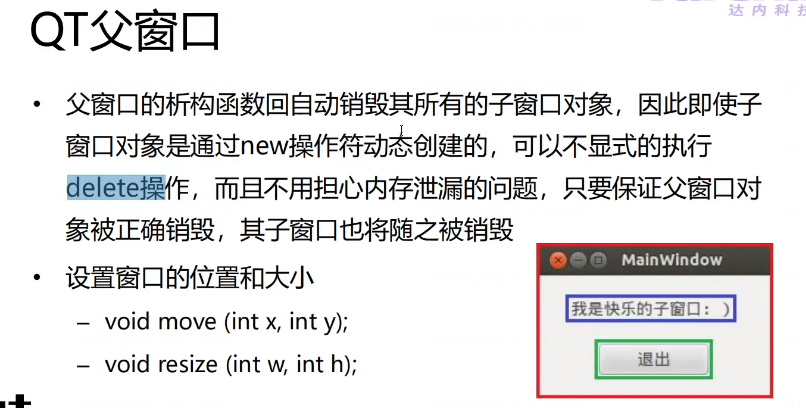 达内科技
QT父窗口
• 父窗口的析构函数回自动销毁其所有的子窗口对象，因此即使子
窗口对象是通过new操作符动态创建的，可以不显式的执行
delete操作，而且不用担心内存泄漏的问题，只要保证父窗口对
象被正确销毁，其子窗口也将随之被销毁
• 设置窗口的位置和大小
– void move (int x, int y);
– void resize (int w, int h);
MainWindow
我是快乐的子窗口：)
退出